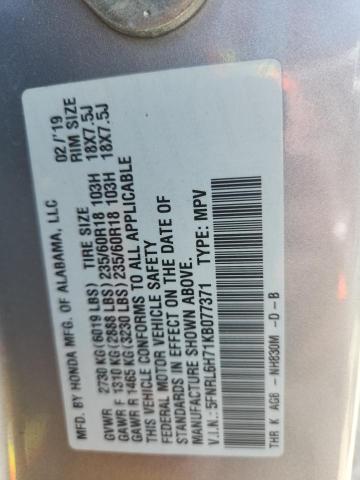 MFD. BY HONDA MFG. OF ALABAMA, LLC 02/'19
TIRE SIZE RIM SIZE
GVWR 2730 KG(6019 LBS)
GAWR F 1310 KG(2888 LBS) 235/60R18 103H 18X7.5J
GAWR R 1465 KG(3230 LBS) 235/60R18 103H 18X7.5J
THIS VEHICLE CONFORMS TO ALL APPLICABLE
FEDERAL MOTOR VEHICLE SAFETY
THEFT PREVENTION EFFECT ON THE DATE OF
MANUFACTURE SHOWN ABOVE.
V.I.N.: 5FNRL6H71KB077371 TYPE: MPV
THR K AGB -NH830M -D -B